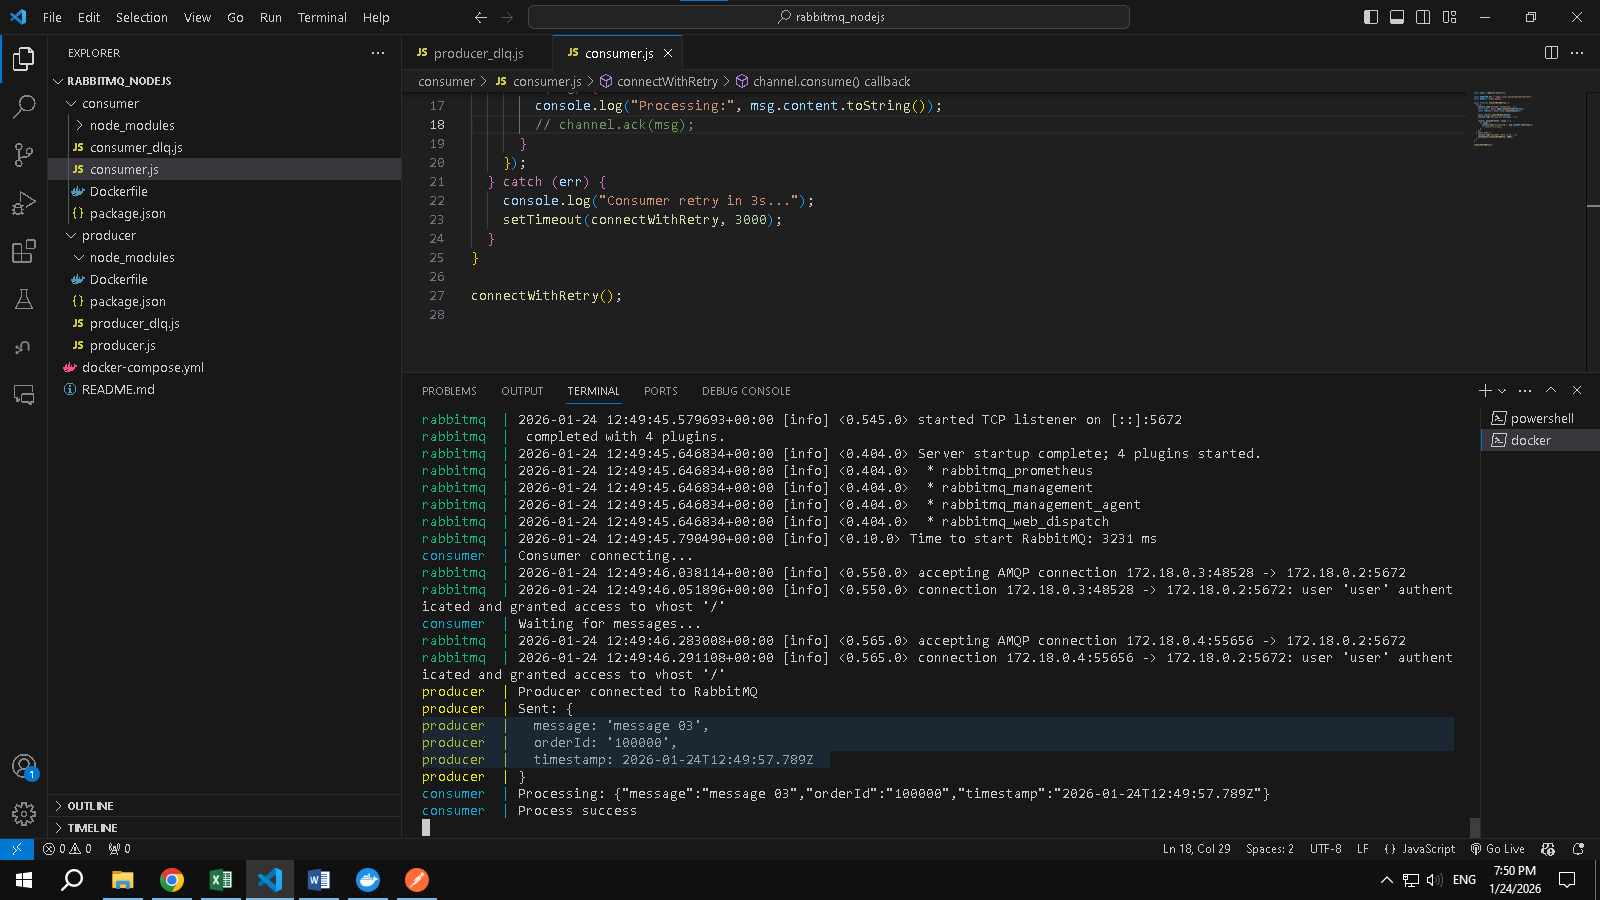 File Edit Selection View Go Run Terminal Help
rabbitmq_nodejs
EXPLORER
RABBITMQ_NODEJS
consumer
node_modules
JS consumer_dlq.js
JS consumer.js
Dockerfile
{} package.json
producer
node_modules
Dockerfile
{} package.json
JS producer_dlq.js
JS producer.js
docker-compose.yml
README.md
OUTLINE
TIMELINE
JS producer_dlq.js
JS consumer.js
consumer > JS consumer.js > connectWithRetry > channel.consume() callback
17 console.log("Processing:", msg.content.toString());
18 // channel.ack(msg);
19 }
20 });
21 } catch (err) {
22 console.log("Consumer retry in 3s...");
23 setTimeout(connectWithRetry, 3000);
24 }
25 }
26
27 connectWithRetry();
28
PROBLEMS OUTPUT TERMINAL PORTS DEBUG CONSOLE
rabbitmq | 2026-01-24 12:49:45.579693+00:00 [info] <0.545.0> started TCP listener on [::]:5672
rabbitmq | completed with 4 plugins.
rabbitmq | 2026-01-24 12:49:45.646834+00:00 [info] <0.404.0> Server startup complete; 4 plugins started.
rabbitmq | 2026-01-24 12:49:45.646834+00:00 [info] <0.404.0> * rabbitmq_prometheus
rabbitmq | 2026-01-24 12:49:45.646834+00:00 [info] <0.404.0> * rabbitmq_management
rabbitmq | 2026-01-24 12:49:45.646834+00:00 [info] <0.404.0> * rabbitmq_management_agent
rabbitmq | 2026-01-24 12:49:45.646834+00:00 [info] <0.404.0> * rabbitmq_web_dispatch
rabbitmq | 2026-01-24 12:49:45.790490+00:00 [info] <0.10.0> Time to start RabbitMQ: 3231 ms
consumer | Consumer connecting...
rabbitmq | 2026-01-24 12:49:46.038114+00:00 [info] <0.550.0> accepting AMQP connection 172.18.0.3:48528 -> 172.18.0.2:5672
rabbitmq | 2026-01-24 12:49:46.051896+00:00 [info] <0.550.0> connection 172.18.0.3:48528 -> 172.18.0.2:5672: user 'user' authent
icated and granted access to vhost '/'
consumer | Waiting for messages...
rabbitmq | 2026-01-24 12:49:46.283008+00:00 [info] <0.565.0> accepting AMQP connection 172.18.0.4:55656 -> 172.18.0.2:5672
rabbitmq | 2026-01-24 12:49:46.291108+00:00 [info] <0.565.0> connection 172.18.0.4:55656 -> 172.18.0.2:5672: user 'user' authent
icated and granted access to vhost '/'
producer | Producer connected to RabbitMQ
producer | Sent: {
producer | message: 'message 03',
producer | orderId: '100000',
producer | timestamp: 2026-01-24T12:49:57.789Z
producer | }
consumer | Processing: {"message":"message 03","orderId":"100000","timestamp":"2026-01-24T12:49:57.789Z"}
consumer | Process success
powershell
docker
1
0 0 0
Ln 18, Col 29 Spaces: 2 UTF-8 LF {} JavaScript Go Live
ENG
7:50 PM
1/24/2026